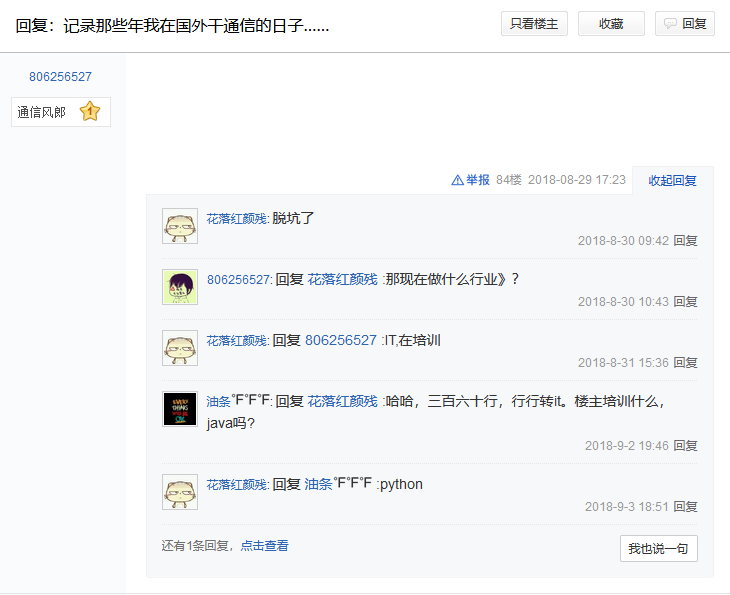 回复：记录那些年我在国外干通信的日子......
只看楼主 收藏 回复
806256527
通信风郎 1
举报 84楼 2018-08-29 17:23 收起回复
花落红颜残: 脱坑了
2018-8-30 09:42 回复
806256527: 回复 花落红颜残 :那现在做什么行业》?
2018-8-30 10:43 回复
花落红颜残: 回复 806256527 :IT,在培训
2018-8-31 15:36 回复
油条℉℉℉: 回复 花落红颜残 :哈哈，三百六十行，行行转it。楼主培训什么，
java吗?
2018-9-2 19:46 回复
花落红颜残: 回复 油条℉℉℉ :python
2018-9-3 18:51 回复
还有1条回复，点击查看
我也说一句